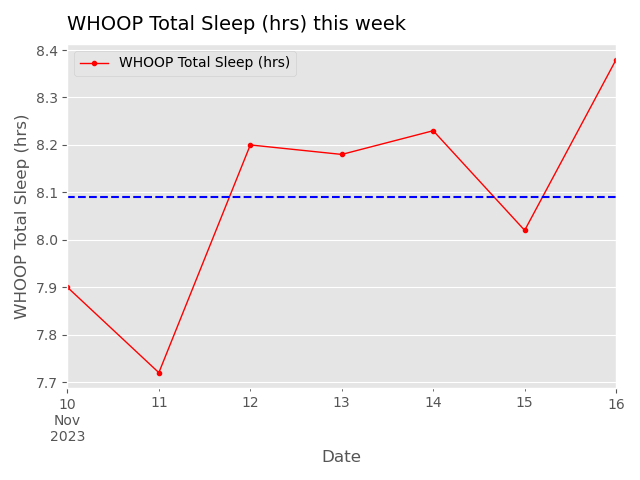 WHOOP Total Sleep (hrs) this week
WHOOP Total Sleep (hrs)
WHOOP Total Sleep (hrs)
8.4
8.3
8.2
8.1
8.0
7.9
7.8
7.7
10 11 12 13 14 15 16
Nov
2023
Date